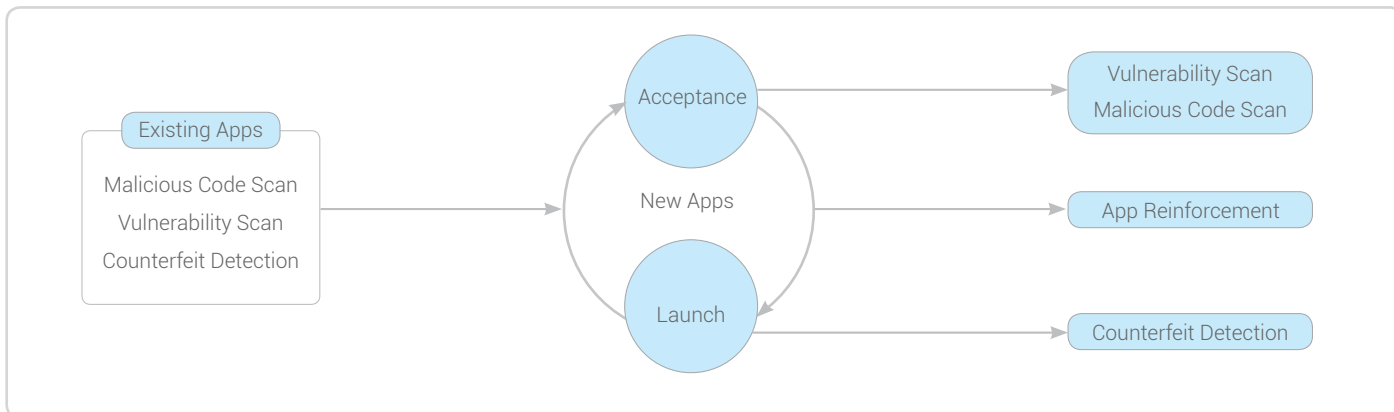 Existing Apps
Malicious Code Scan
Vulnerability Scan
Counterfeit Detection
Acceptance
New Apps
Launch
Vulnerability Scan
Malicious Code Scan
App Reinforcement
Counterfeit Detection